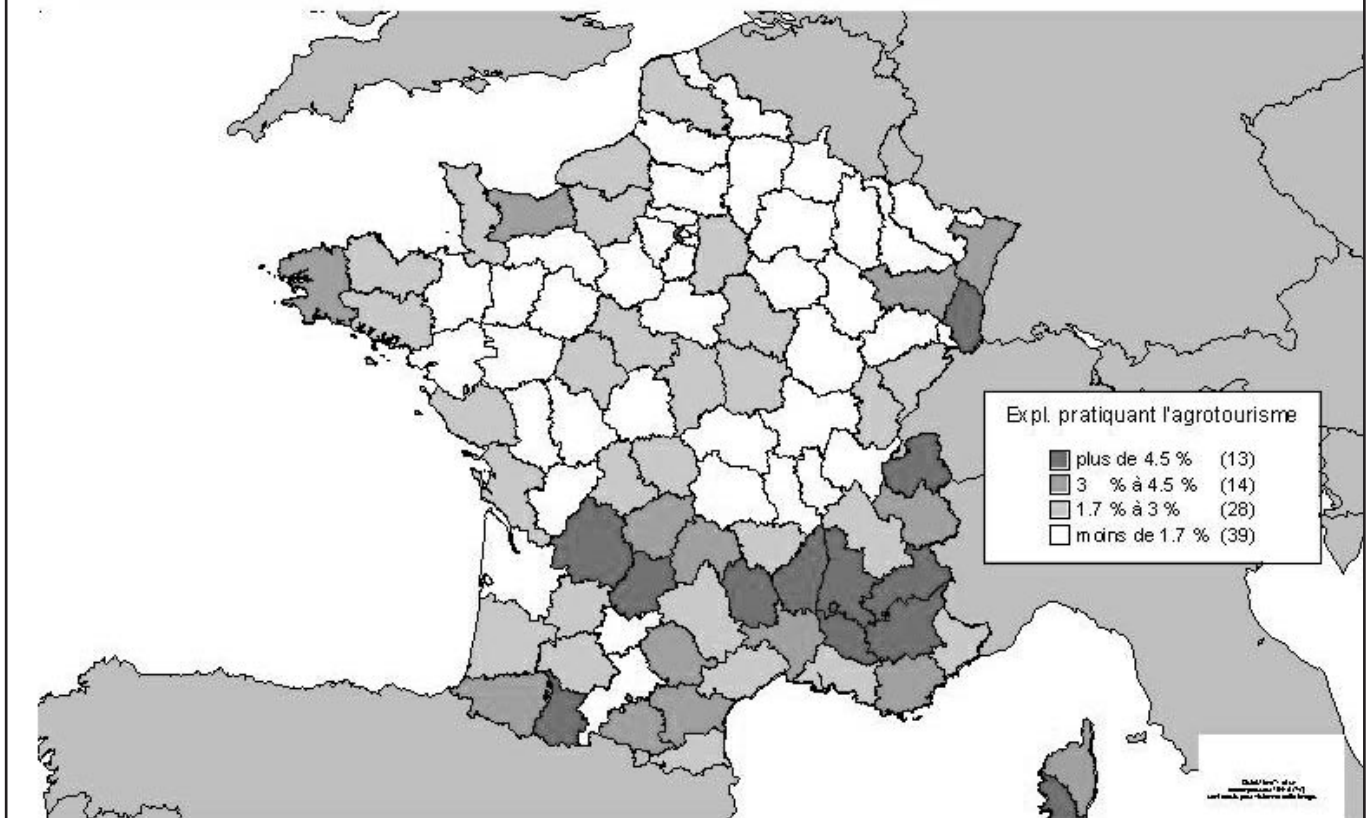 Expl. pratiquant l'agrotourisme
plus de 4.5 % (13)
3 % à 4.5 % (14)
1.7 % à 3 % (28)
moins de 1.7 % (39)